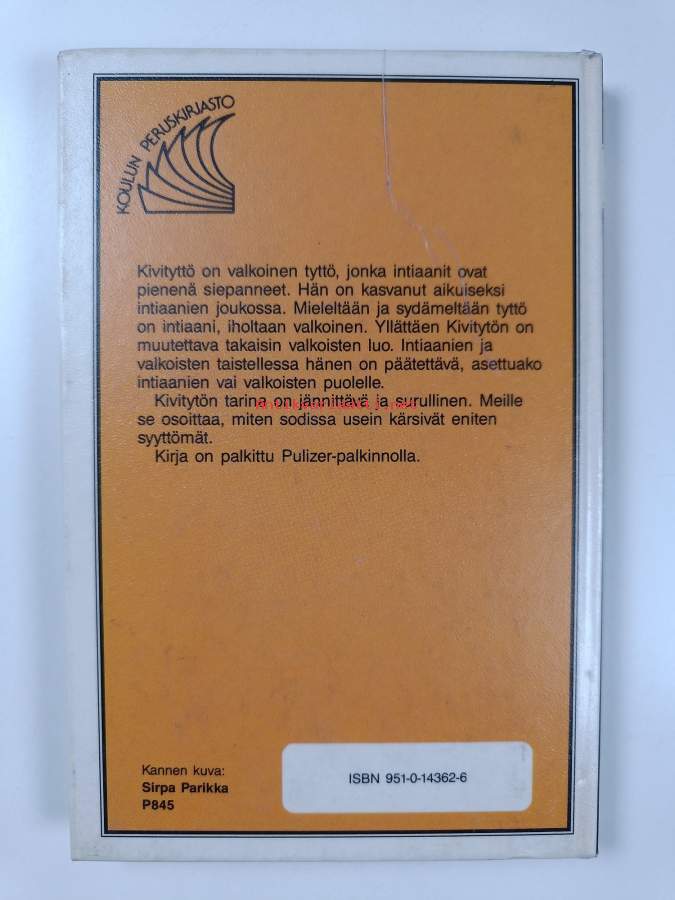 KOULUN PERUSKIRJASTO
Kivityttö on valkoinen tyttö, jonka intiaanit ovat
pienenä siepanneet. Hän on kasvanut aikuiseksi
intiaanien joukossa. Mieleltään ja sydämeltään tyttö
on intiaani, iholtaan valkoinen. Yllättäen Kivitytön on
muutettava takaisin valkoisten luo. Intiaanien ja
valkoisten taistellessa hänen on päätettävä, asettuako
intiaanien vai valkoisten puolelle.
Kivitytön tarina on jännittävä ja surullinen. Meille
se osoittaa, miten sodissa usein kärsivät eniten
syyttömät.
Kirja on palkittu Pulizer-palkinnolla.
Antikvariaatti.net
Kannen kuva:
Sirpa Parikka
P845
ISBN 951-0-14362-6